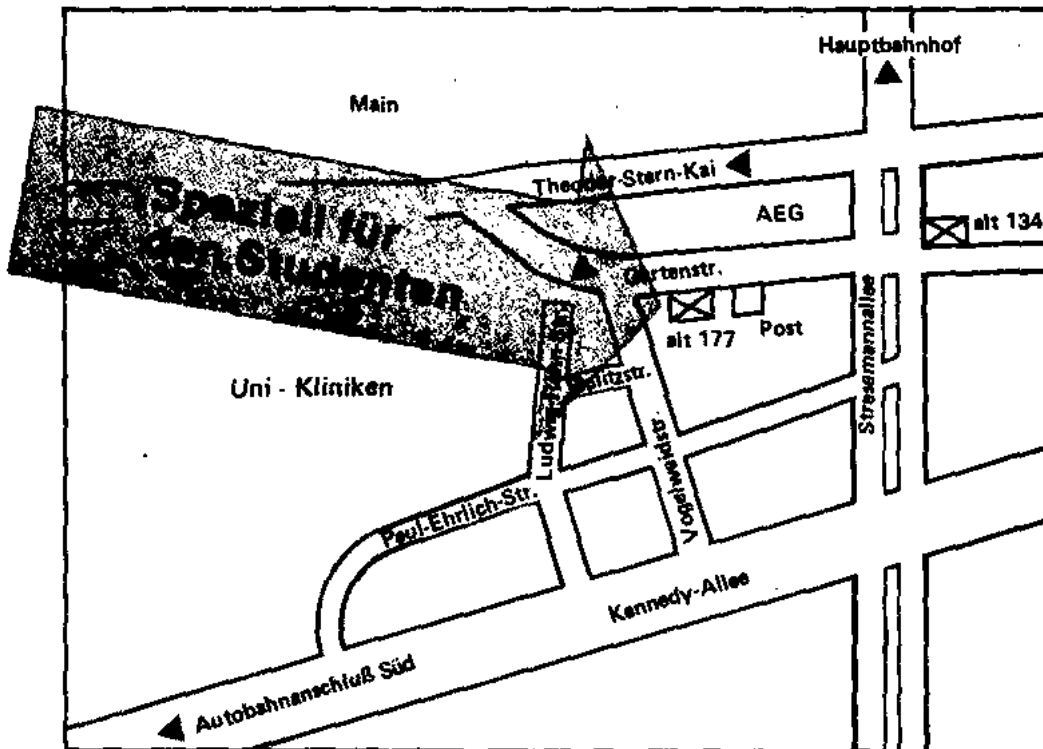 Hauptbahnhof
Main
Theodor-Stern-Kai
AEG
alt 134
Speziell für
den Studenten
Gartenstr.
alt 177
Post
Stresemannallee
Uni - Kliniken
Vogelweidstr.
Paul-Ehrlich-Str.
Kennedy-Allee
Autobahnanschluß Süd